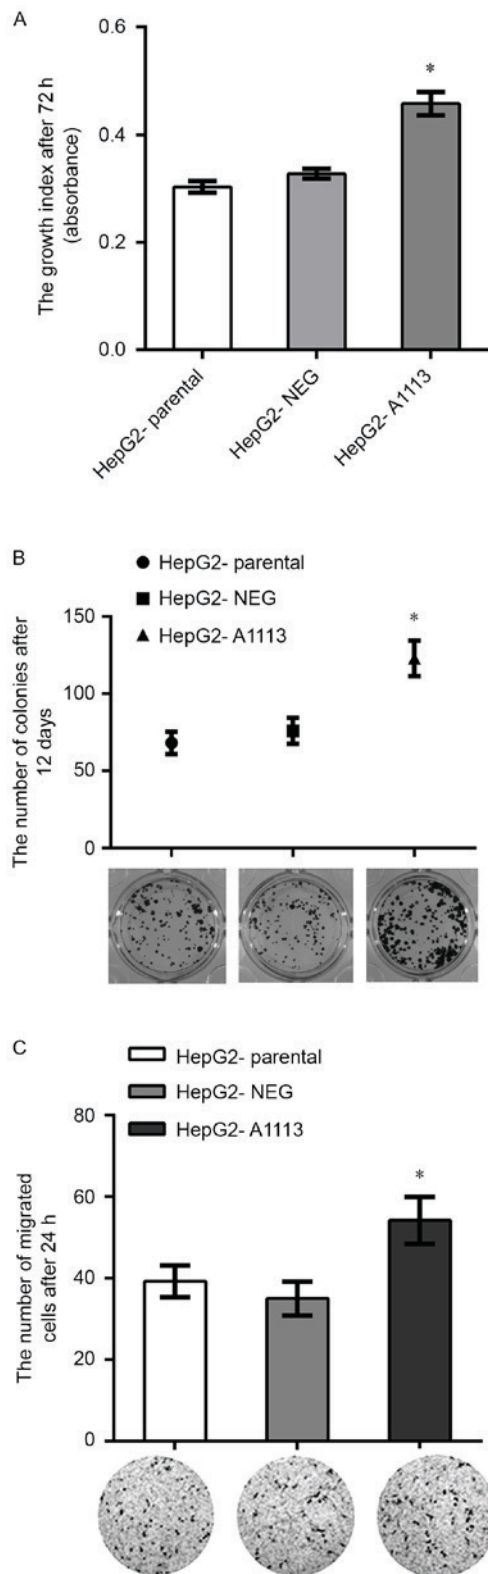 A
The growth index after 72 h
(absorbance)
0.6
0.4
0.2
0.0
HepG2- parental
HepG2- NEG
HepG2- A1113
*
B
HepG2- parental
HepG2- NEG
HepG2- A1113
The number of colonies after
12 days
150
100
50
0
*
C
HepG2- parental
HepG2- NEG
HepG2- A1113
The number of migrated
cells after 24 h
80
60
40
20
0
*